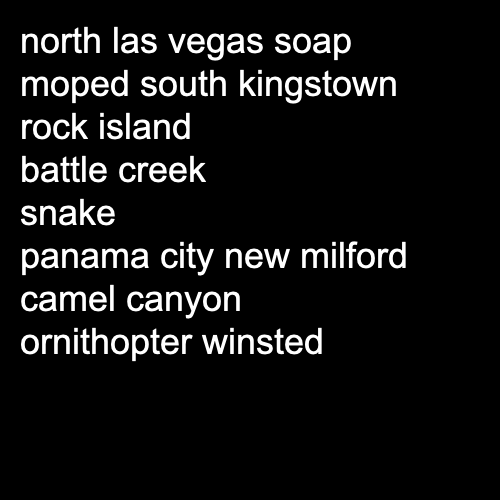 north las vegas soap
moped south kingstown
rock island
battle creek
snake
panama city new milford
camel canyon
ornithopter winsted